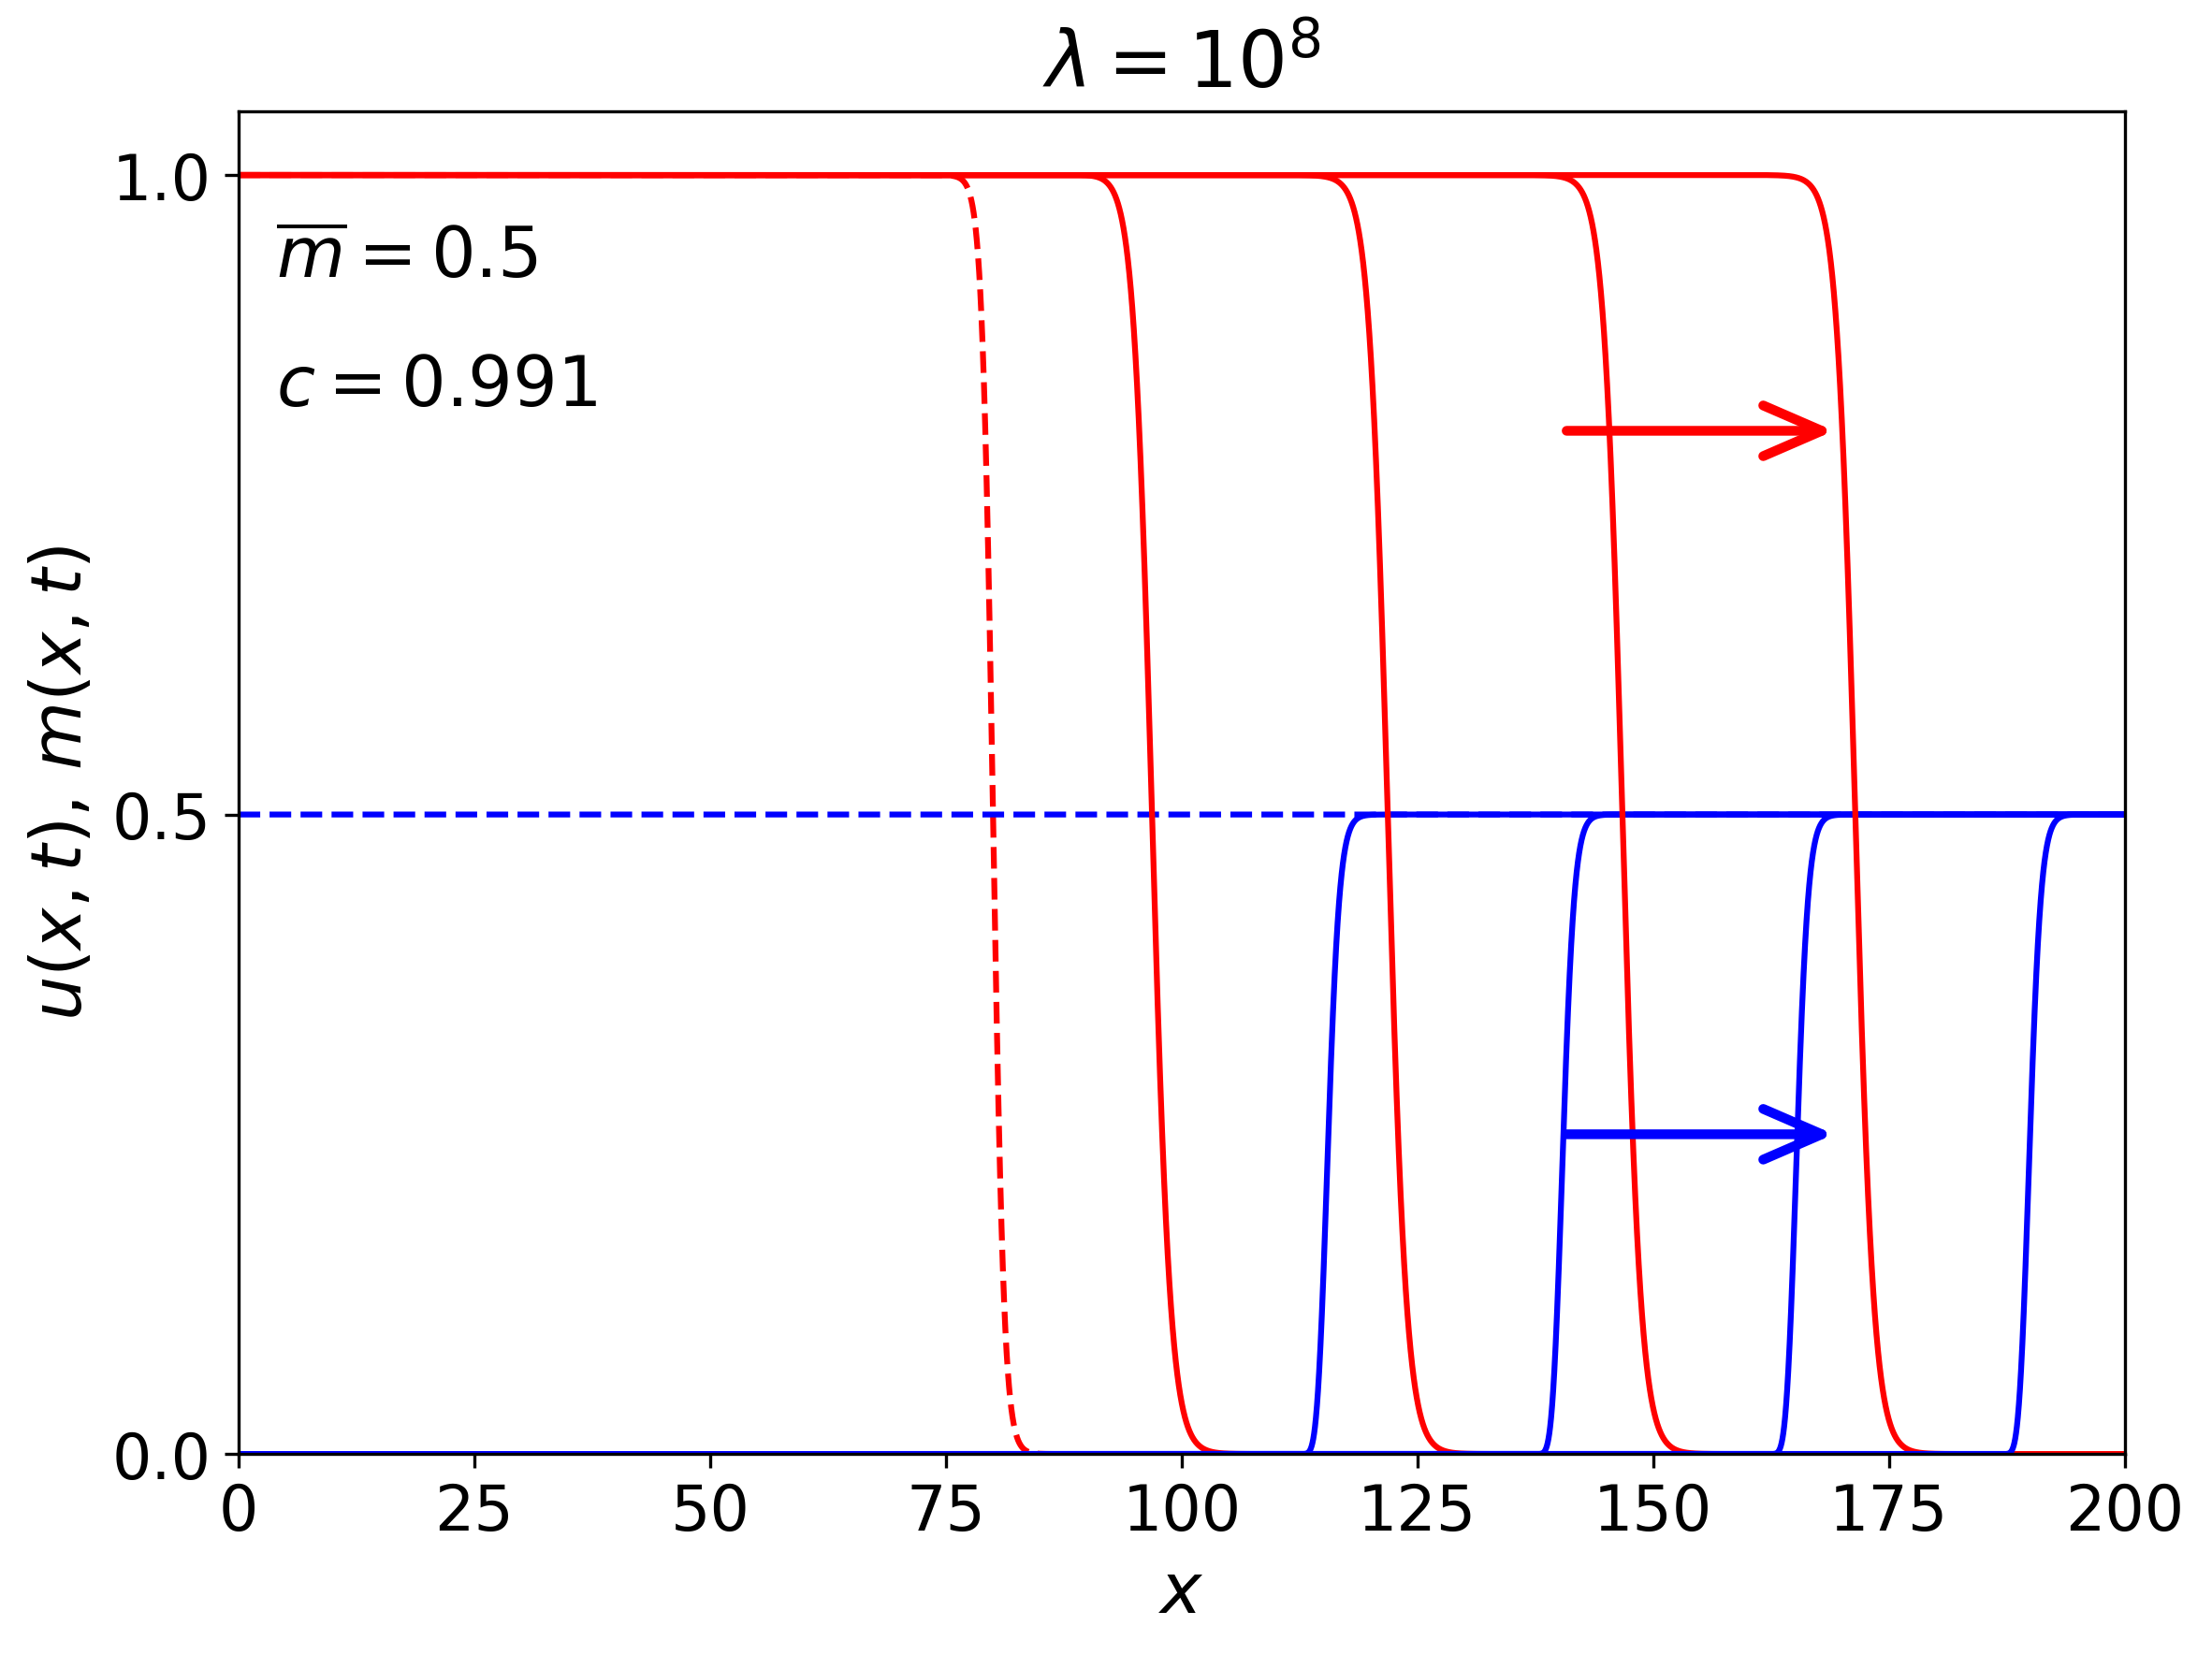 λ = 10⁸
m̅ = 0.5
c = 0.991
u(x, t), m(x, t)
1.0
0.5
0.0
0 25 50 75 100 125 150 175 200
x